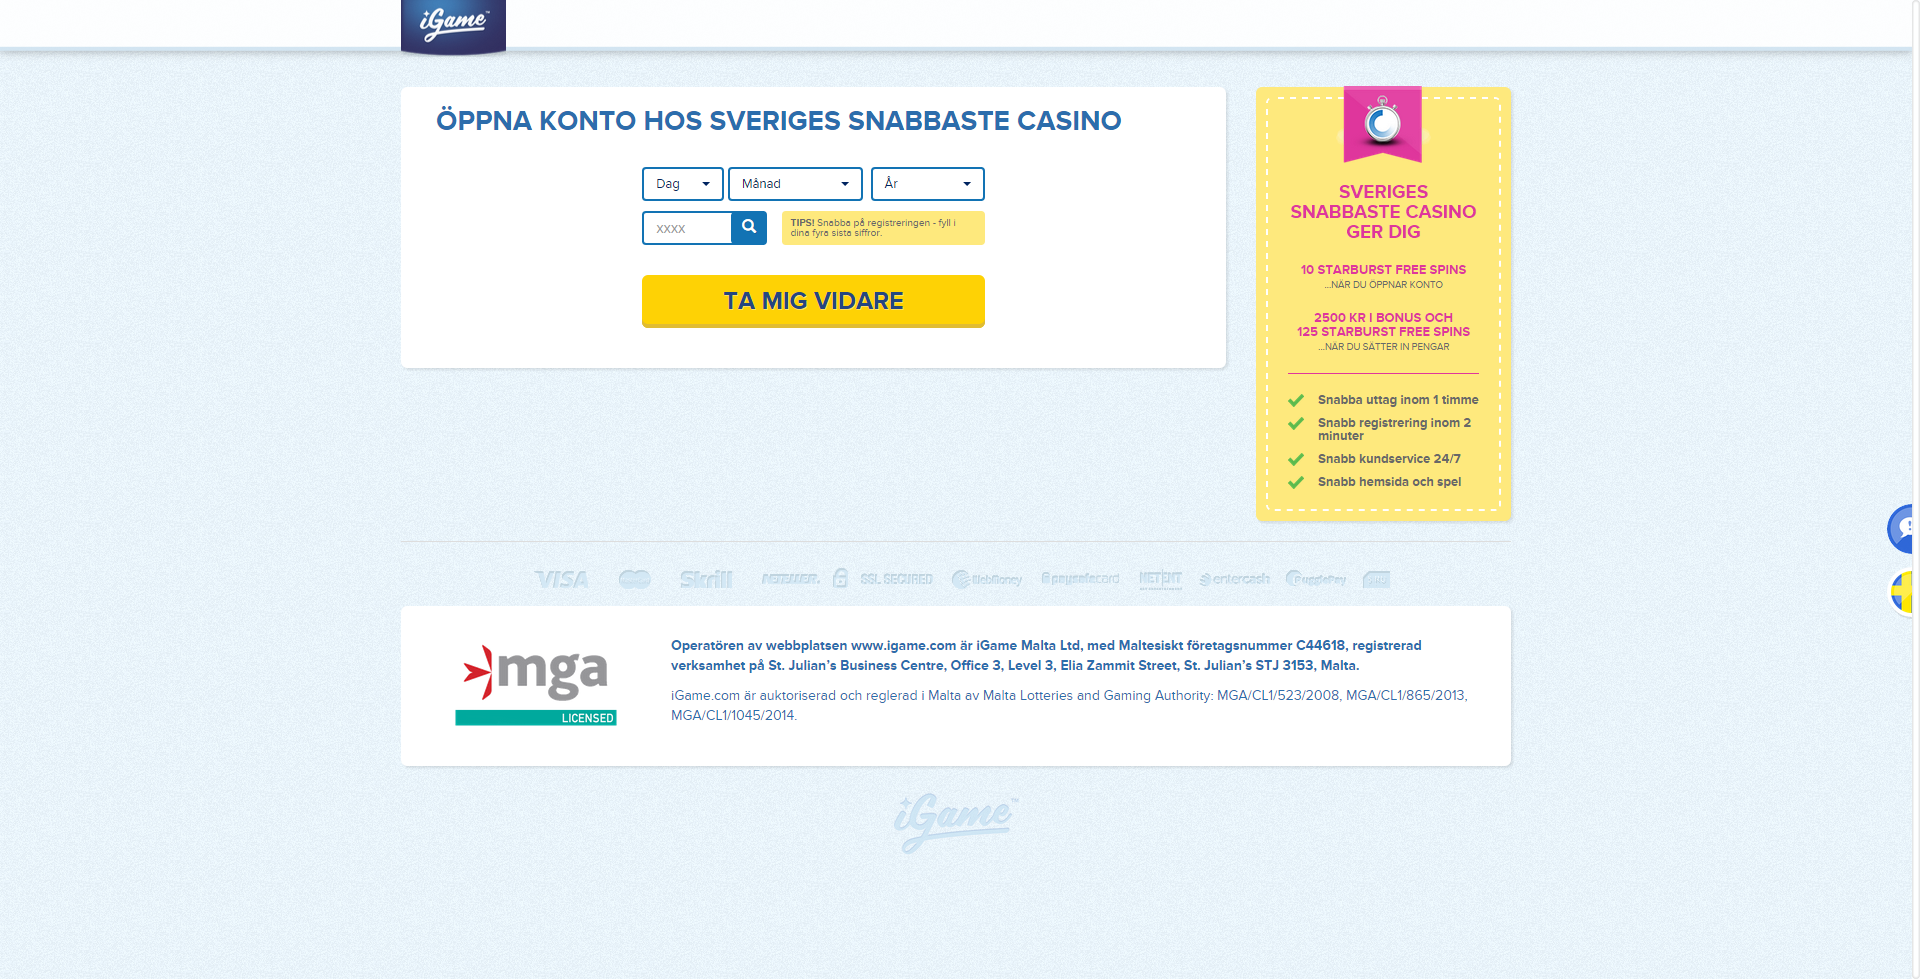 iGame™
ÖPPNA KONTO HOS SVERIGES SNABBASTE CASINO
Dag
Månad
År
XXXX
TIPS! Snabba på registreringen - fyll i
dina fyra sista siffror.
TA MIG VIDARE
SVERIGES
SNABBASTE CASINO
GER DIG
10 STARBURST FREE SPINS
...NÄR DU ÖPPNAR KONTO
2500 KR I BONUS OCH
125 STARBURST FREE SPINS
...NÄR DU SÄTTER IN PENGAR
Snabba uttag inom 1 timme
Snabb registrering inom 2
minuter
Snabb kundservice 24/7
Snabb hemsida och spel
VISA Skrill NETELLER. SSL SECURED WebMoney paysafecard NET ENT entercash PugglePay
mga
LICENSED
Operatören av webbplatsen www.igame.com är iGame Malta Ltd, med Maltesiskt företagsnummer C44618, registrerad
verksamhet på St. Julian's Business Centre, Office 3, Level 3, Elia Zammit Street, St. Julian's STJ 3153, Malta.
iGame.com är auktoriserad och reglerad i Malta av Malta Lotteries and Gaming Authority: MGA/CL1/523/2008, MGA/CL1/865/2013,
MGA/CL1/1045/2014.
iGame™